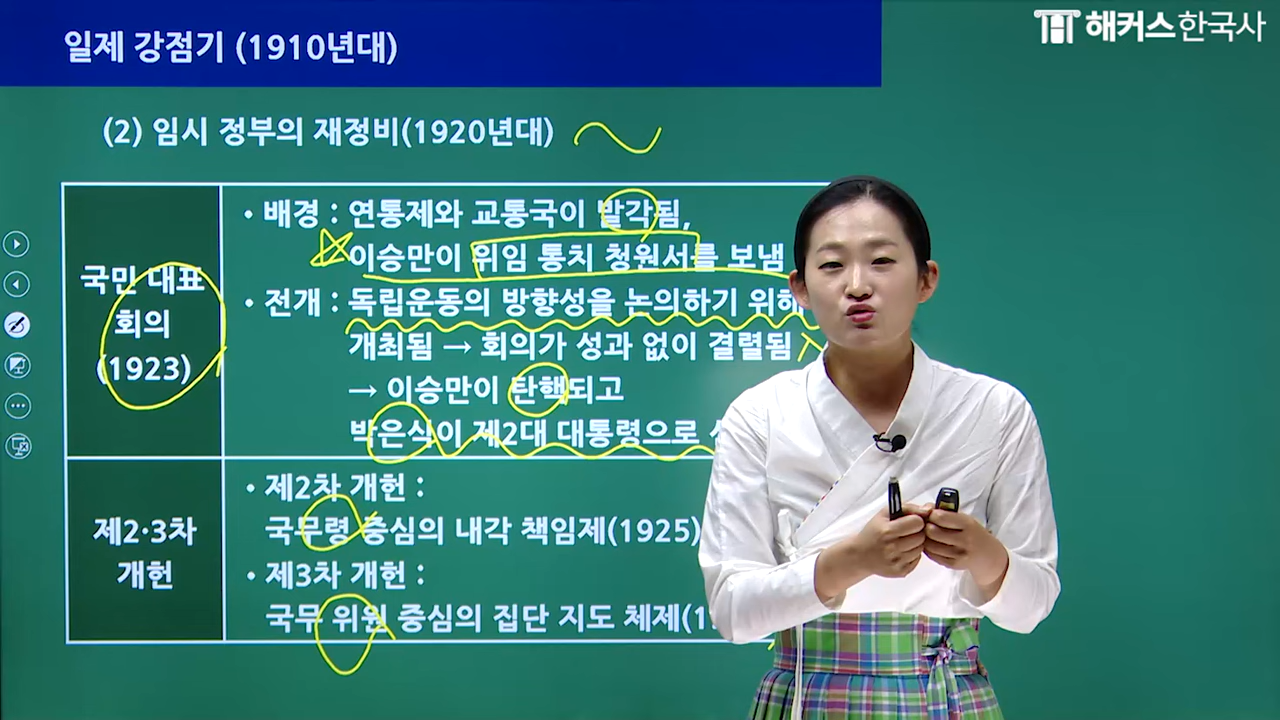 일제 강점기 (1910년대)
해커스한국사
(2) 임시 정부의 재정비(1920년대)
국민 대표
회의
(1923)
• 배경 : 연통제와 교통국이 발각됨,
이승만이 위임 통치 청원서를 보냄
• 전개 : 독립운동의 방향성을 논의하기 위해
개최됨 → 회의가 성과 없이 결렬됨
→ 이승만이 탄핵되고
박은식이 제2대 대통령으로
제2·3차
개헌
• 제2차 개헌 :
국무령 중심의 내각 책임제(1925)
• 제3차 개헌 :
국무 위원 중심의 집단 지도 체제(1